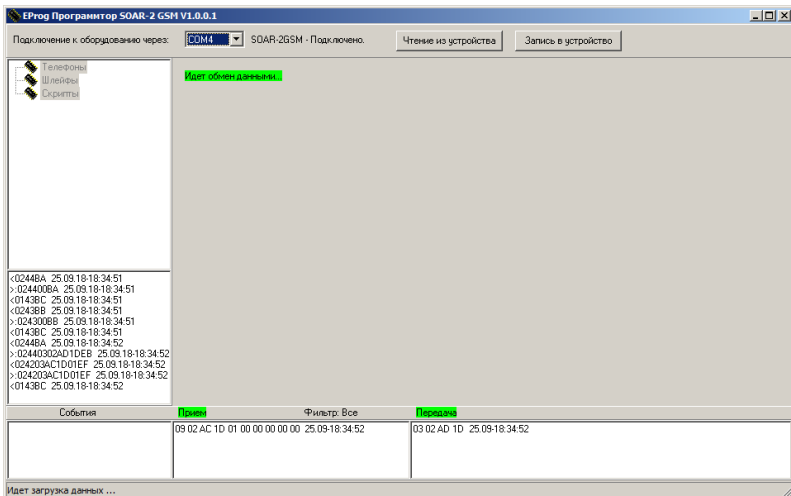 EProg Программтор SOAR-2 GSM V1.0.0.1
Подключение к оборудованию через: COM4 SOAR-2GSM - Подключено. Чтение из устройства Запись в устройство
Телефоны
Шлейфы
Скрипты
Идет обмен данными...
<0244BA 25.09.18-18:34:51
>:024400BA 25.09.18-18:34:51
<0143BC 25.09.18-18:34:51
<0243BB 25.09.18-18:34:51
>:024300BB 25.09.18-18:34:51
<0143BC 25.09.18-18:34:51
<0244BA 25.09.18-18:34:52
>:02440302AD1DEB 25.09.18-18:34:52
<024203AC1D01EF 25.09.18-18:34:52
>:024203AC1D01EF 25.09.18-18:34:52
<0143BC 25.09.18-18:34:52
События Прием Фильтр: Все Передача
09 02 AC 1D 01 00 00 00 00 00 25.09-18:34:52 03 02 AD 1D 25.09-18:34:52
Идет загрузка данных ...